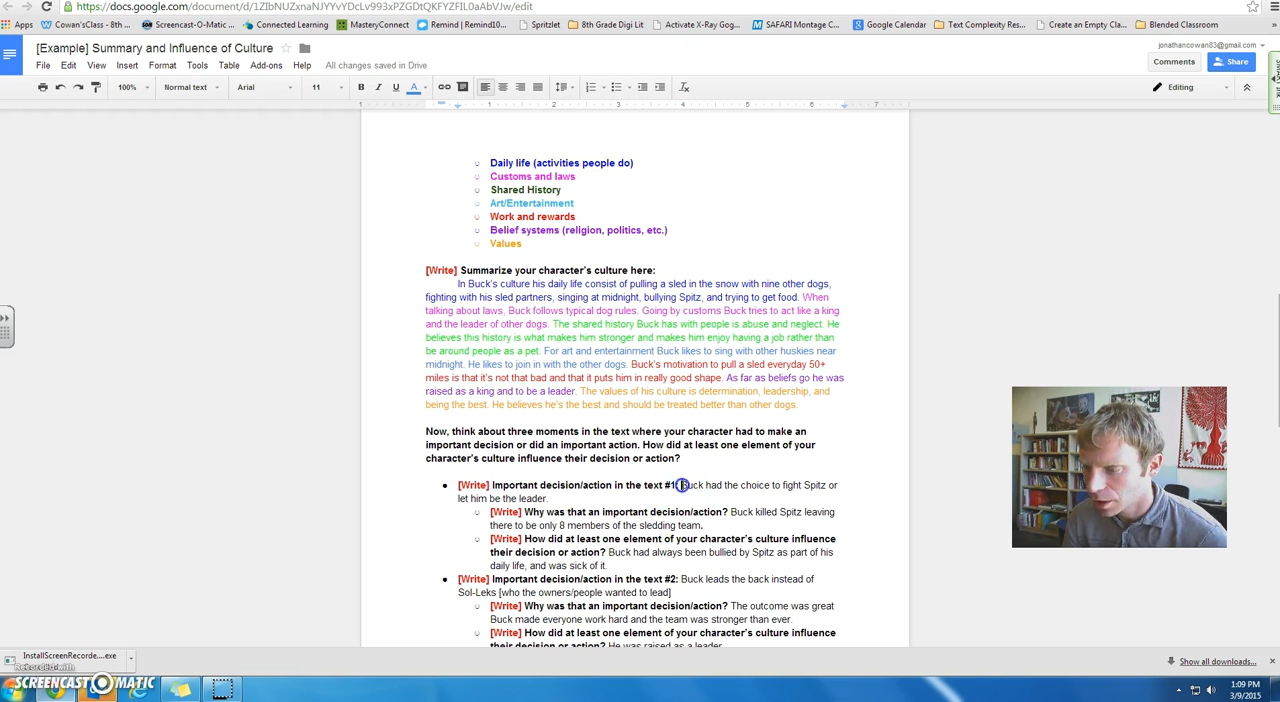 https://docs.google.com/document/d/1ZIbNUZxnaNJYYvYDcLv993xPZGDtQKFYZFIL0aAbVJw/edit
Apps Cowan'sClass - 8th... Screencast-O-Matic ... Connected Learning MasteryConnect Remind | Remind10... Spritzlet 8th Grade Digi Lit Activate X-Ray Gog... SAFARI Montage C... Google Calendar Text Complexity Res... Create an Empty Clas... Blended Classroom
[Example] Summary and Influence of Culture
jonathancowan83@gmail.com
File Edit View Insert Format Tools Table Add-ons Help All changes saved in Drive
Comments Share
100% Normal text Arial 11 B I U A Editing
1 2 3 4 5 6 7
Daily life (activities people do)
Customs and laws
Shared History
Art/Entertainment
Work and rewards
Belief systems (religion, politics, etc.)
Values
[Write] Summarize your character's culture here:
In Buck's culture his daily life consist of pulling a sled in the snow with nine other dogs,
fighting with his sled partners, singing at midnight, bullying Spitz, and trying to get food. When
talking about laws, Buck follows typical dog rules. Going by customs Buck tries to act like a king
and the leader of other dogs. The shared history Buck has with people is abuse and neglect. He
believes this history is what makes him stronger and makes him enjoy having a job rather than
be around people as a pet. For art and entertainment Buck likes to sing with other huskies near
midnight. He likes to join in with the other dogs. Buck's motivation to pull a sled everyday 50+
miles is that it's not that bad and that it puts him in really good shape. As far as beliefs go he was
raised as a king and to be a leader. The values of his culture is determination, leadership, and
being the best. He believes he's the best and should be treated better than other dogs.
Now, think about three moments in the text where your character had to make an
important decision or did an important action. How did at least one element of your
character's culture influence their decision or action?
[Write] Important decision/action in the text #1: Buck had the choice to fight Spitz or
let him be the leader.
[Write] Why was that an important decision/action? Buck killed Spitz leaving
there to be only 8 members of the sledding team.
[Write] How did at least one element of your character's culture influence
their decision or action? Buck had always been bullied by Spitz as part of his
daily life, and was sick of it.
[Write] Important decision/action in the text #2: Buck leads the back instead of
Sol-Leks [who the owners/people wanted to lead]
[Write] Why was that an important decision/action? The outcome was great
Buck made everyone work hard and the team was stronger than ever.
[Write] How did at least one element of your character's culture influence
their decision or action? He was raised as a leader.
InstallScreenRecorde....exe
Show all downloads...
Recorded with
SCREENCAST-O-MATIC
1:09 PM
3/9/2015